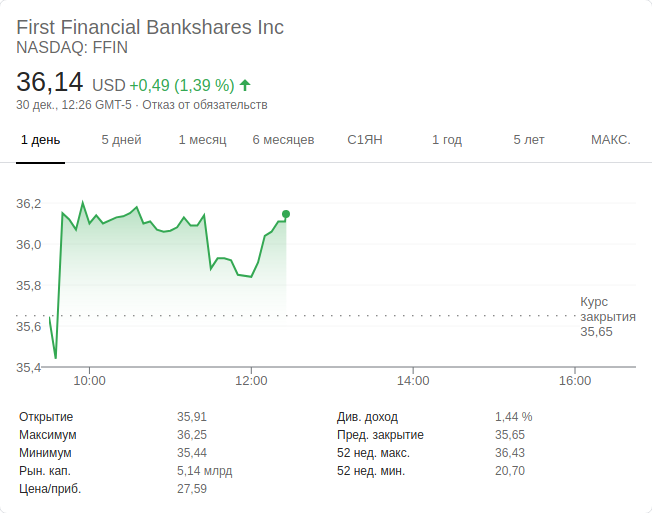 First Financial Bankshares Inc
NASDAQ: FFIN
36,14 USD +0,49 (1,39 %)
30 дек., 12:26 GMT-5 · Отказ от обязательств
1 день 5 дней 1 месяц 6 месяцев С1ЯН 1 год 5 лет МАКС.
36,2
36,0
35,8
35,6
35,4
Курс
закрытия
35,65
10:00 12:00 14:00 16:00
Открытие 35,91 Див. доход 1,44 %
Максимум 36,25 Пред. закрытие 35,65
Минимум 35,44 52 нед. макс. 36,43
Рын. кап. 5,14 млрд 52 нед. мин. 20,70
Цена/приб. 27,59